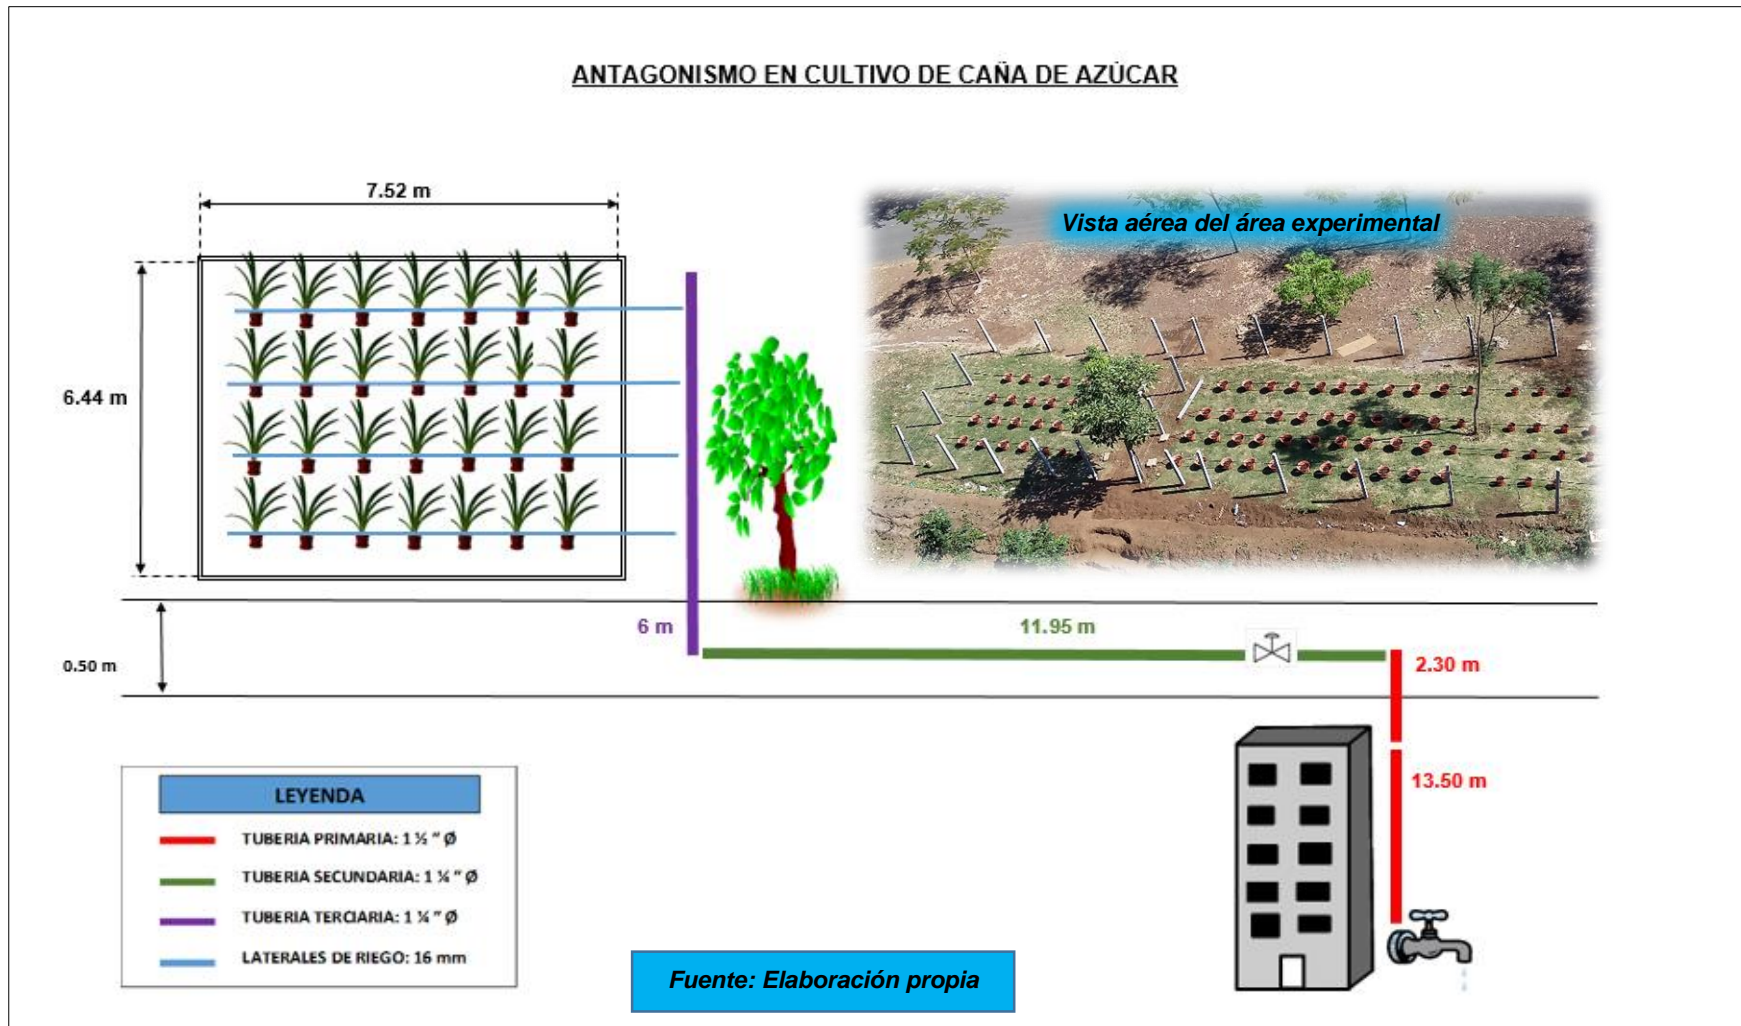 ANTAGONISMO EN CULTIVO DE CAÑA DE AZÚCAR
7.52 m
Vista aérea del área experimental
6.44 m
6 m
11.95 m
0.50 m
2.30 m
13.50 m
LEYENDA
TUBERIA PRIMARIA: 1 ½ " Ø
TUBERIA SECUNDARIA: 1 ¼ " Ø
TUBERIA TERCIARIA: 1 ¼ " Ø
LATERALES DE RIEGO: 16 mm
Fuente: Elaboración propia